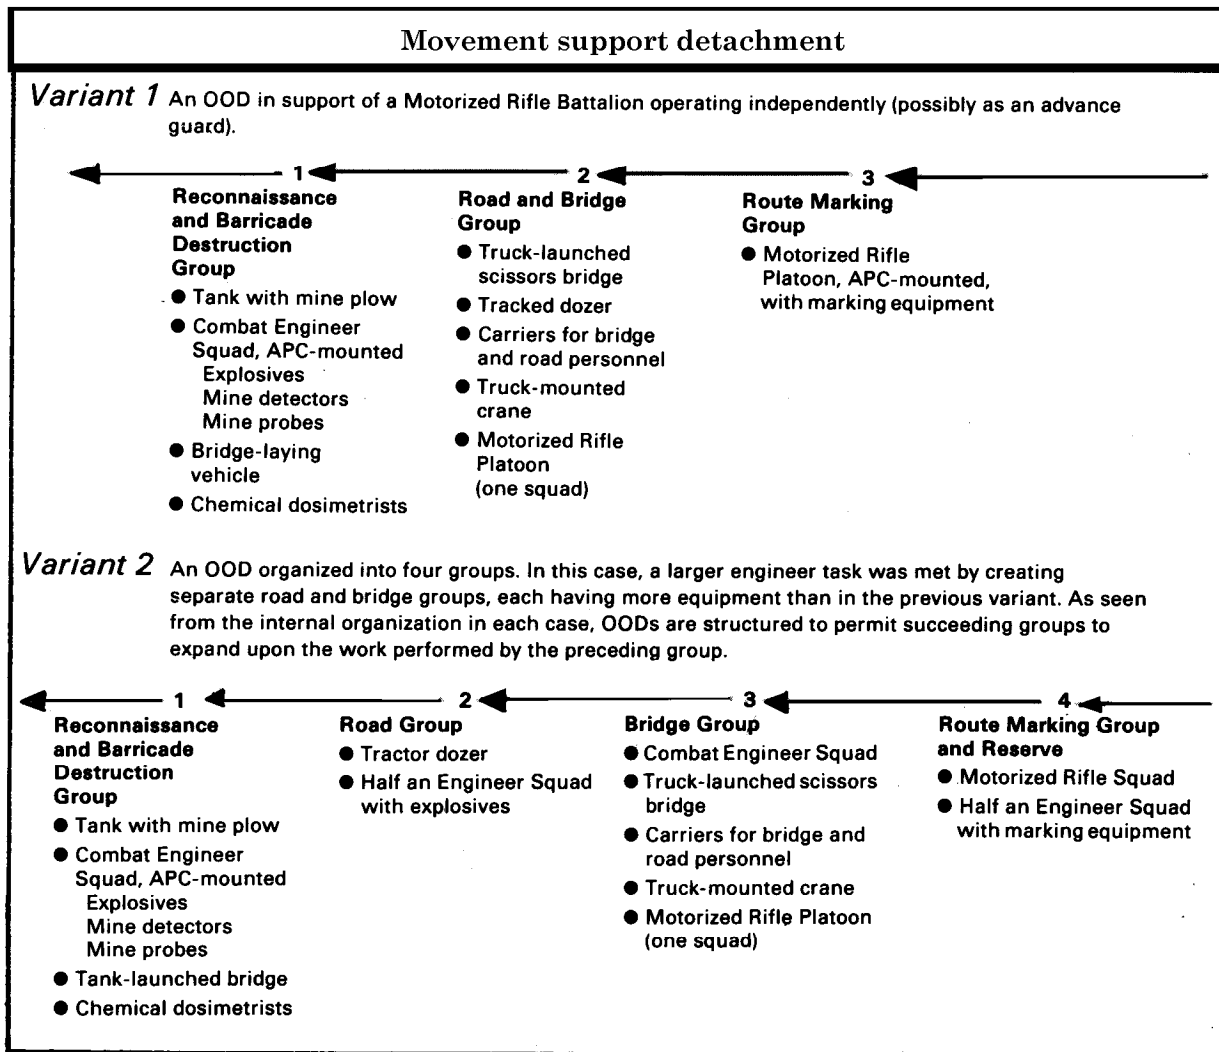 Movement support detachment
Variant 1 An OOD in support of a Motorized Rifle Battalion operating independently (possibly as an advance
guard).
1
Reconnaissance
and Barricade
Destruction
Group
● Tank with mine plow
● Combat Engineer
Squad, APC-mounted
Explosives
Mine detectors
Mine probes
● Bridge-laying
vehicle
● Chemical dosimetrists
2
Road and Bridge
Group
● Truck-launched
scissors bridge
● Tracked dozer
● Carriers for bridge
and road personnel
● Truck-mounted
crane
● Motorized Rifle
Platoon
(one squad)
3
Route Marking
Group
● Motorized Rifle
Platoon, APC-mounted,
with marking equipment
Variant 2 An OOD organized into four groups. In this case, a larger engineer task was met by creating
separate road and bridge groups, each having more equipment than in the previous variant. As seen
from the internal organization in each case, OODs are structured to permit succeeding groups to
expand upon the work performed by the preceding group.
1
Reconnaissance
and Barricade
Destruction
Group
● Tank with mine plow
● Combat Engineer
Squad, APC-mounted
Explosives
Mine detectors
Mine probes
● Tank-launched bridge
● Chemical dosimetrists
2
Road Group
● Tractor dozer
● Half an Engineer Squad
with explosives
3
Bridge Group
● Combat Engineer Squad
● Truck-launched scissors
bridge
● Carriers for bridge and
road personnel
● Truck-mounted crane
● Motorized Rifle Platoon
(one squad)
4
Route Marking Group
and Reserve
● Motorized Rifle Squad
● Half an Engineer Squad
with marking equipment